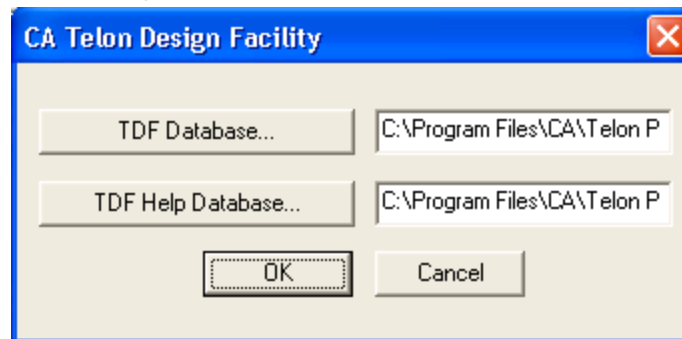 CA Telon Design Facility
TDF Database... C:\Program Files\CA\Telon P
TDF Help Database... C:\Program Files\CA\Telon P
OK Cancel